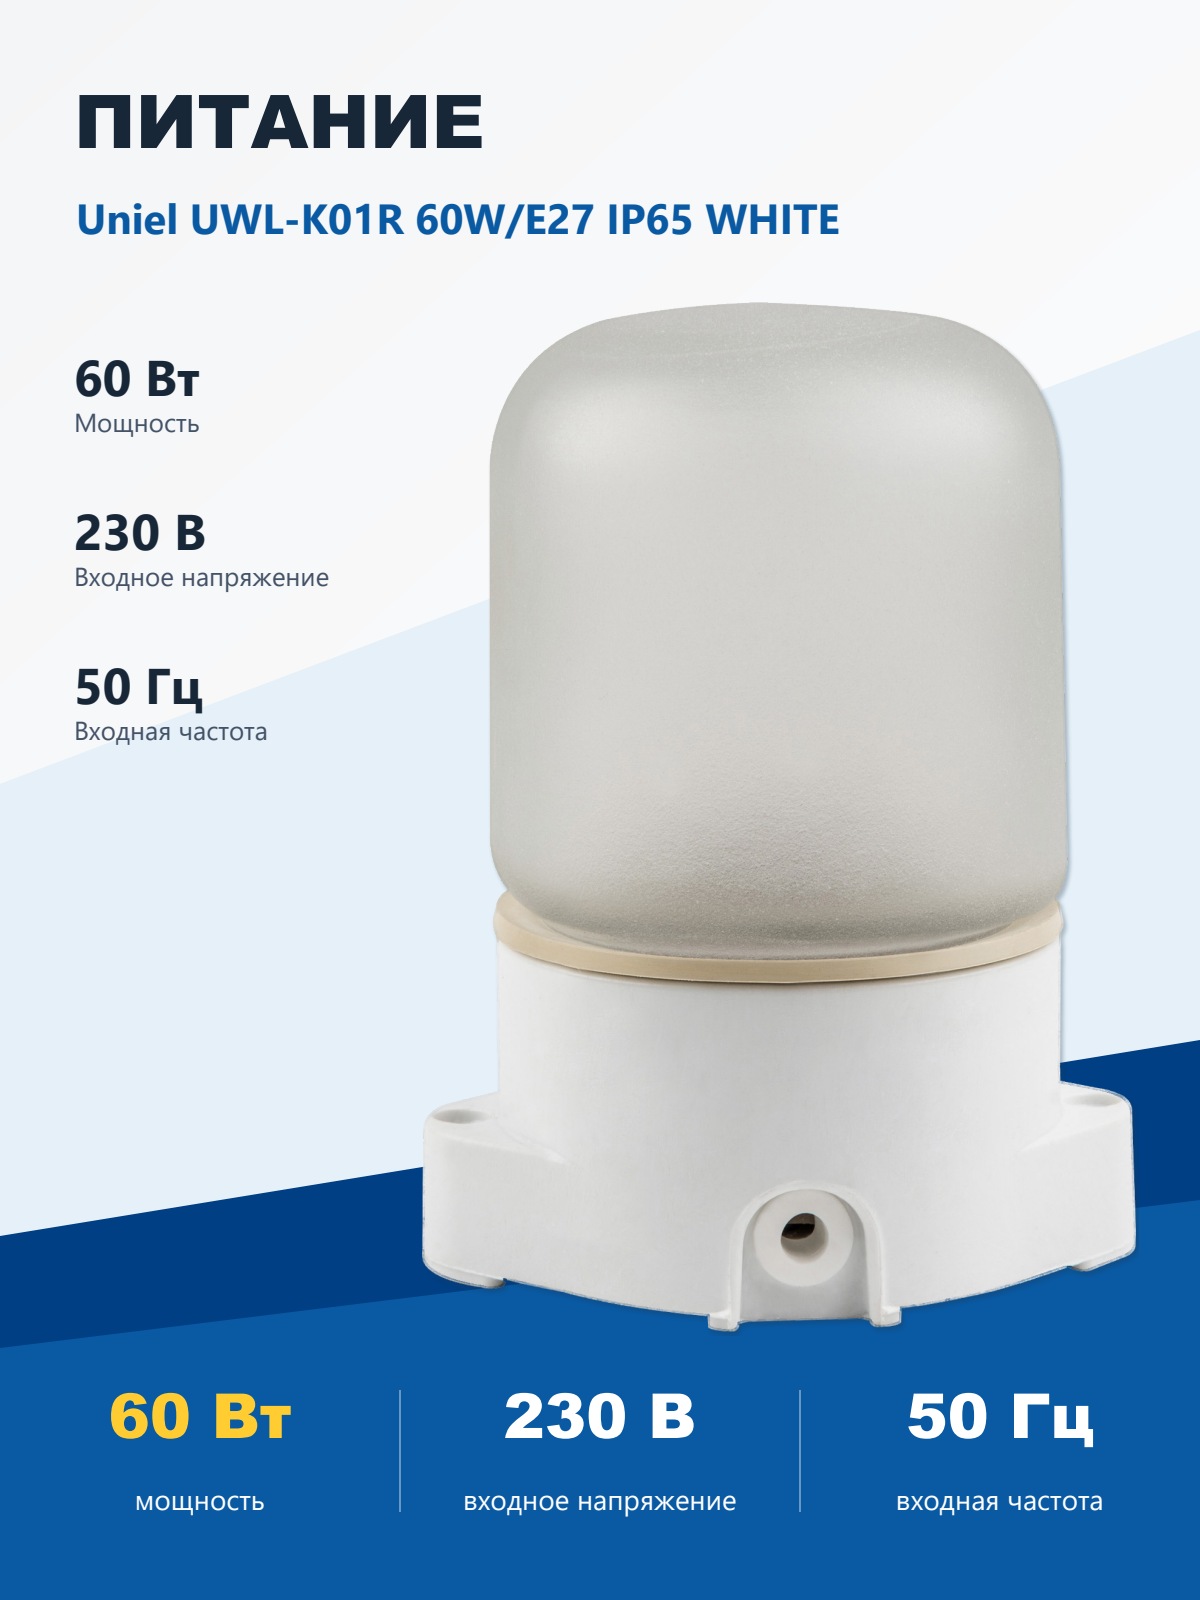 ПИТАНИЕ
Uniel UWL-K01R 60W/E27 IP65 WHITE
60 Вт
Мощность
230 В
Входное напряжение
50 Гц
Входная частота
60 Вт
мощность
230 В
входное напряжение
50 Гц
входная частота